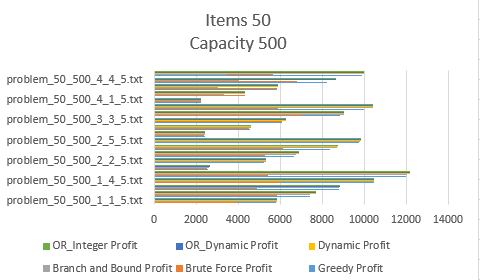 Items 50
Capacity 500
problem_50_500_4_4_5.txt
problem_50_500_4_1_5.txt
problem_50_500_3_3_5.txt
problem_50_500_2_5_5.txt
problem_50_500_2_2_5.txt
problem_50_500_1_4_5.txt
problem_50_500_1_1_5.txt
0 2000 4000 6000 8000 10000 12000 14000
OR_Integer Profit OR_Dynamic Profit Dynamic Profit
Branch and Bound Profit Brute Force Profit Greedy Profit